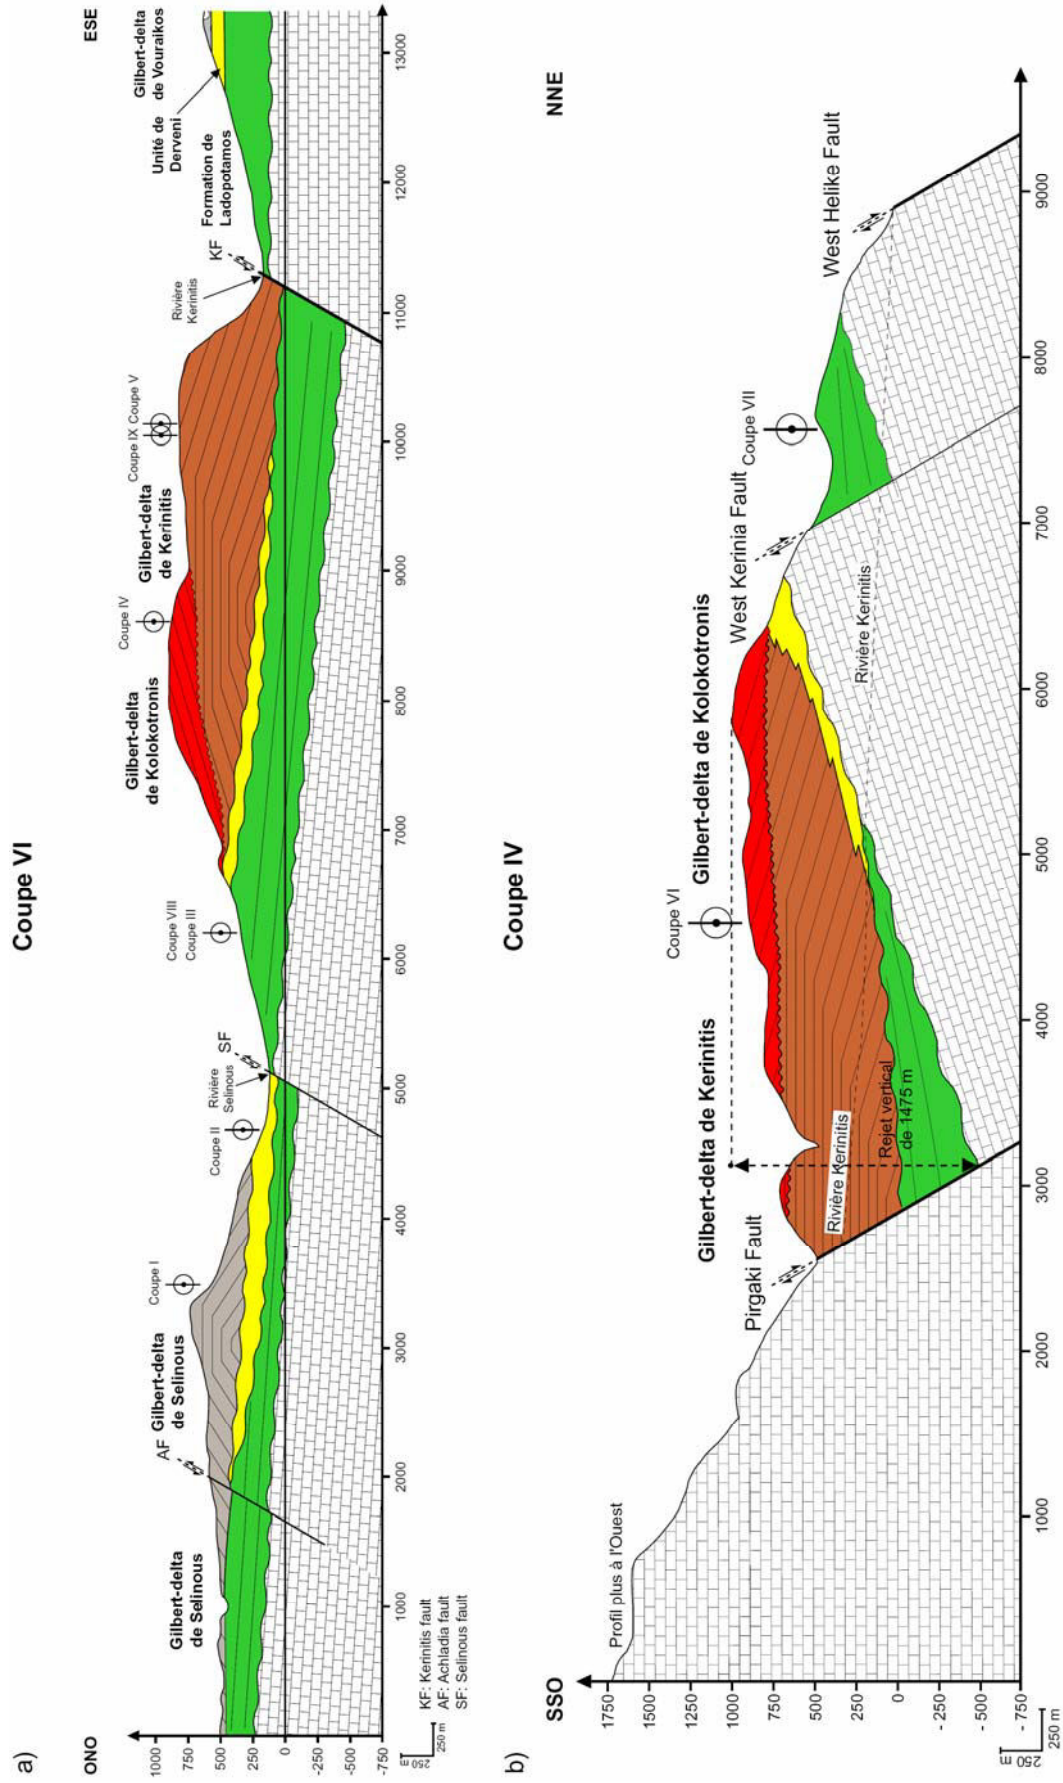 a)
Coupe VI
ONO
ESE
Gilbert-delta
de Selinous
AF
Gilbert-delta
de Selinous
Coupe I
Coupe II
Rivière
Selinous
SF
Coupe VIII
Coupe III
Gilbert-delta
de Kolokotronis
Coupe IV
Gilbert-delta
de Kerinitis
Coupe IX
Coupe V
Rivière
Kerinitis
KF
Formation de
Ladopotamos
Unité de
Derveni
Gilbert-delta
de Vouraikos
1000
750
500
250
0
-250
-500
-750
1000
2000
3000
4000
5000
6000
7000
8000
9000
10000
11000
12000
13000
KF: Kerinitis fault
AF: Achladia fault
SF: Selinous fault
250 m
250 m
b)
Coupe IV
SSO
NNE
Profil plus à l'Ouest
Pirgaki Fault
Gilbert-delta de Kerinitis
Coupe VI
Gilbert-delta de Kolokotronis
West Kerinia Fault
Coupe VII
West Helike Fault
Rivière Kerinitis
Rejet vertical
de 1475 m
Rivière Kerinitis
1750
1500
1250
1000
750
500
250
0
- 250
- 500
- 750
1000
2000
3000
4000
5000
6000
7000
8000
9000
250 m
250 m